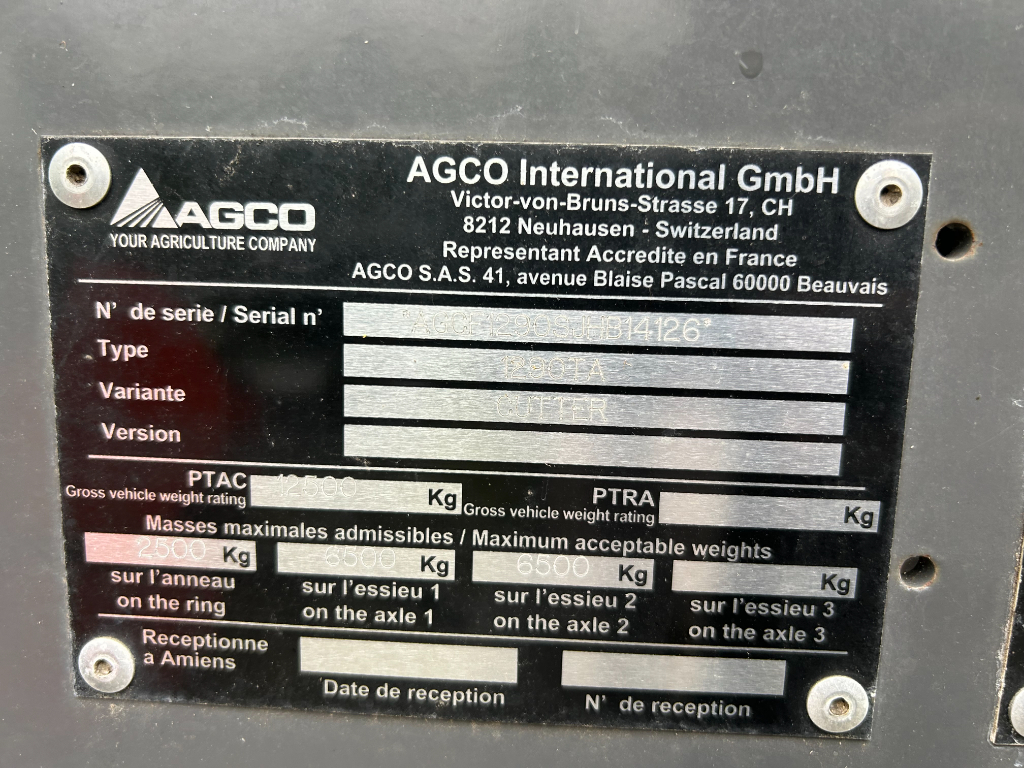 AGCO
YOUR AGRICULTURE COMPANY
AGCO International GmbH
Victor-von-Bruns-Strasse 17, CH
8212 Neuhausen - Switzerland
Representant Accredite en France
AGCO S.A.S. 41, avenue Blaise Pascal 60000 Beauvais
N' de serie / Serial n'
Type 1290TA
Variante CUTTER
Version
PTAC 12500 Kg
Gross vehicle weight rating
PTRA Kg
Gross vehicle weight rating
Masses maximales admissibles / Maximum acceptable weights
2500 Kg 6500 Kg 6500 Kg Kg
sur l'anneau sur l'essieu 1 sur l'essieu 2 sur l'essieu 3
on the ring on the axle 1 on the axle 2 on the axle 3
Receptionne
a Amiens
Date de reception N' de reception